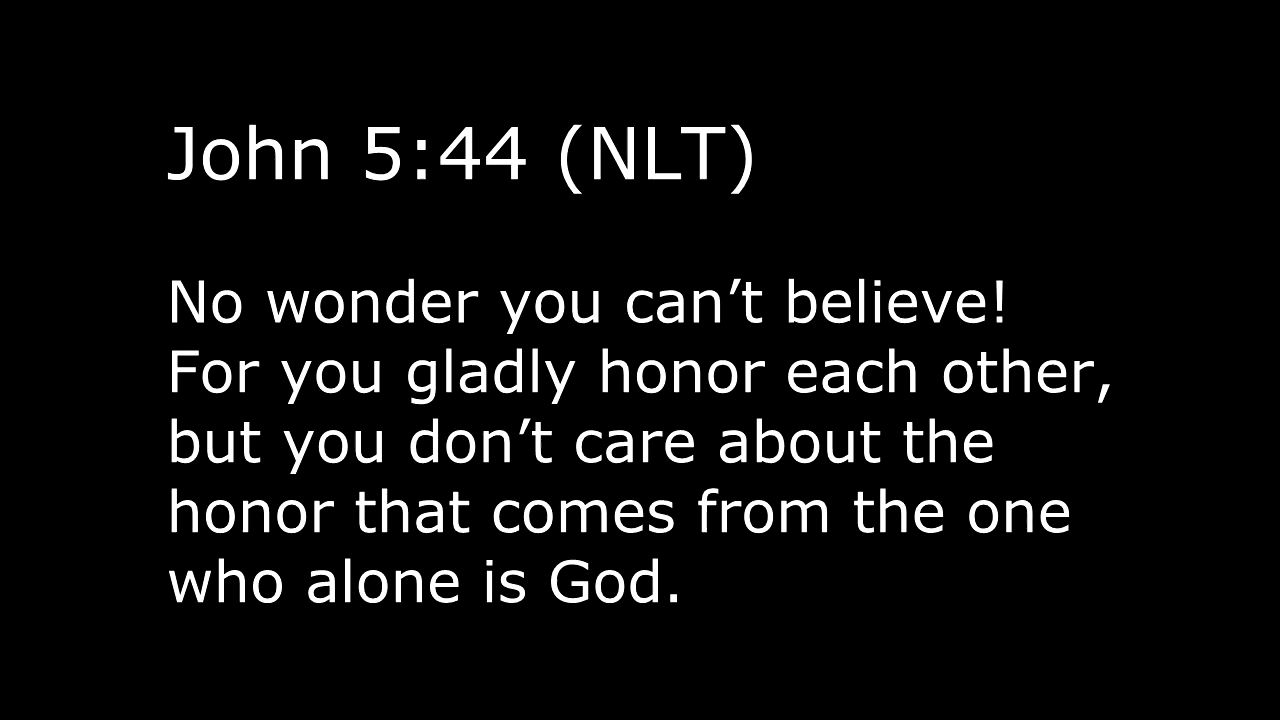 John 5:44 (NLT)
No wonder you can’t believe!
For you gladly honor each other,
but you don’t care about the
honor that comes from the one
who alone is God.